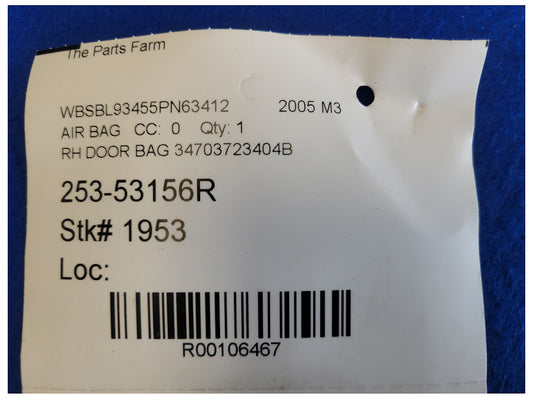 The Parts Farm
WBSBL93455PN63412 2005 M3
AIR BAG CC: 0 Qty: 1
RH DOOR BAG 34703723404B
253-53156R
Stk# 1953
Loc:
R00106467